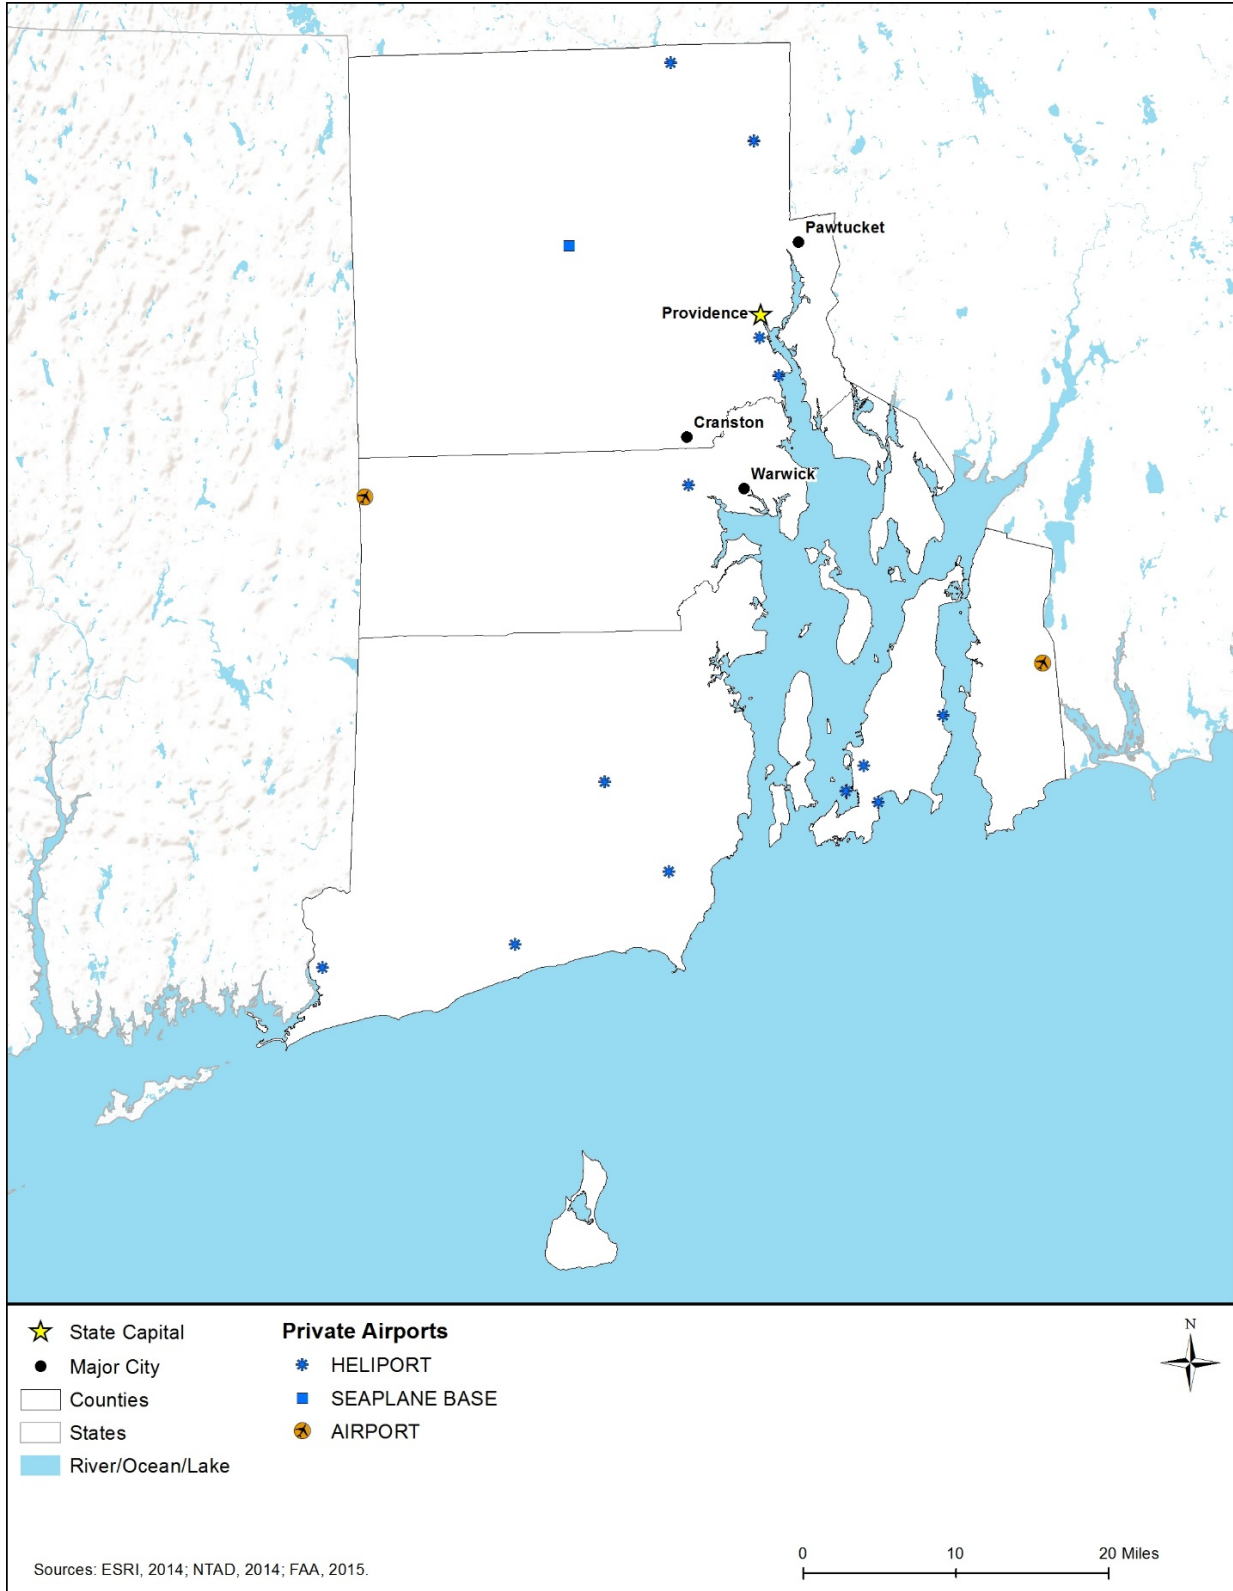 Pawtucket
Providence
Cranston
Warwick
State Capital
Major City
Counties
States
River/Ocean/Lake
Private Airports
HELIPORT
SEAPLANE BASE
AIRPORT
N
0 10 20 Miles
Sources: ESRI, 2014; NTAD, 2014; FAA, 2015.